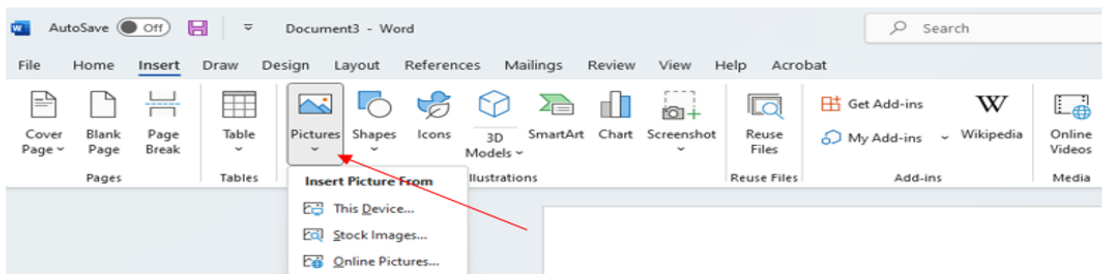 AutoSave Off Document3 - Word Search
File Home Insert Draw Design Layout References Mailings Review View Help Acrobat
Cover Page
Blank Page
Page Break
Table
Pictures
Shapes
Icons
3D Models
SmartArt
Chart
Screenshot
Reuse Files
Get Add-ins
My Add-ins
W
Wikipedia
Online Videos
Pages Tables Illustrations Reuse Files Add-ins Media
Insert Picture From
This Device...
Stock Images...
Online Pictures...